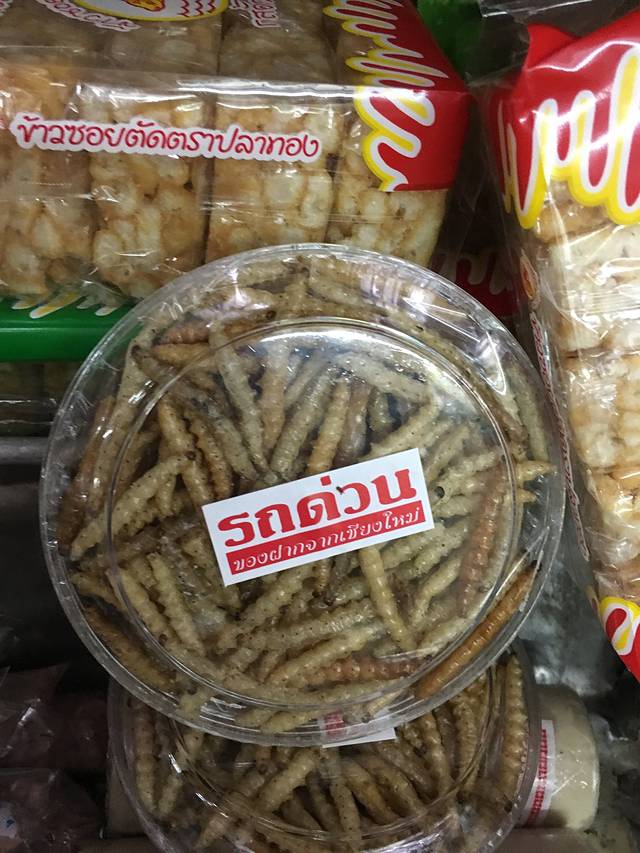 ข้าวซอยตัดตราปลาทอง
รถด่วน
ของฝากจากเชียงใหม่